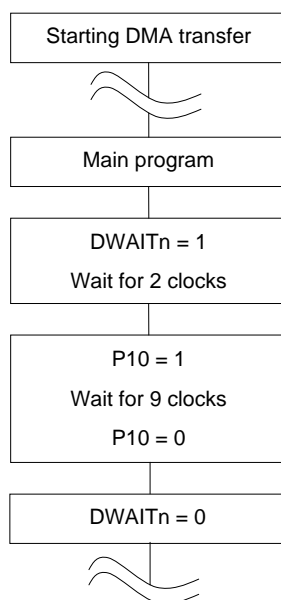 Starting DMA transfer
Main program
DWAITn = 1
Wait for 2 clocks
P10 = 1
Wait for 9 clocks
P10 = 0
DWAITn = 0